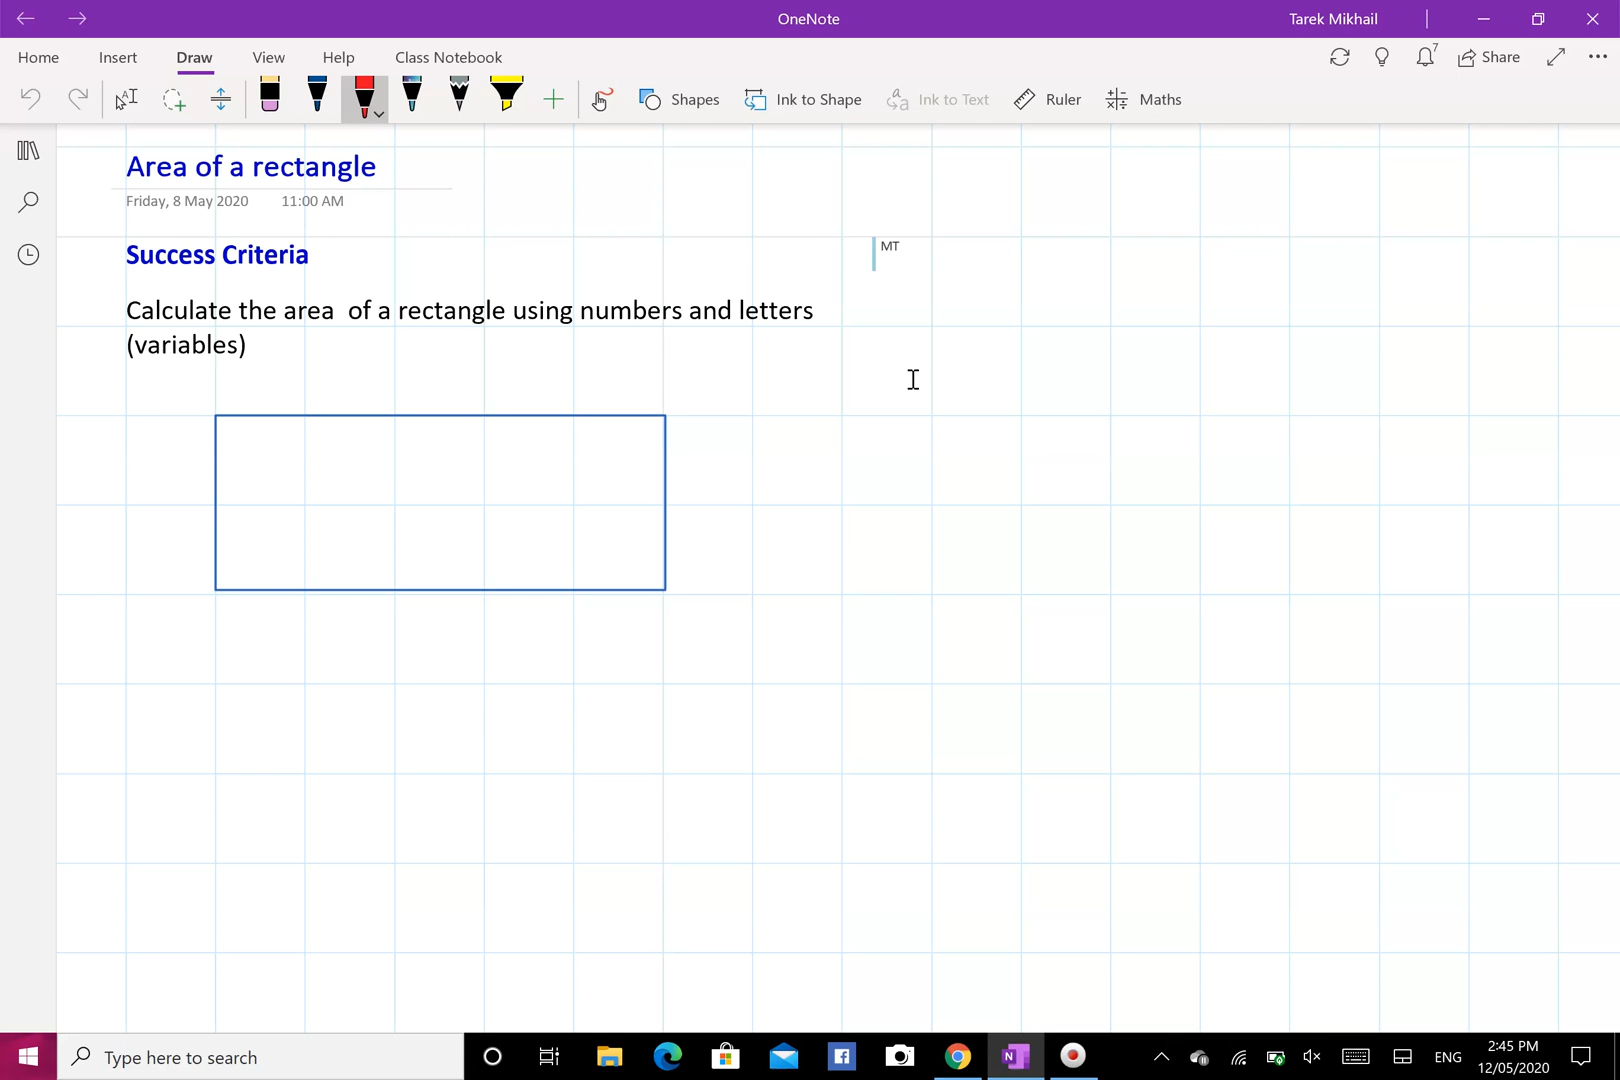 OneNote
Tarek Mikhail
Home Insert Draw View Help Class Notebook
7
Share
Shapes Ink to Shape Ink to Text Ruler Maths
Area of a rectangle
Friday, 8 May 2020 11:00 AM
Success Criteria
MT
Calculate the area  of a rectangle using numbers and letters
(variables)
Type here to search
ENG
2:45 PM
12/05/2020